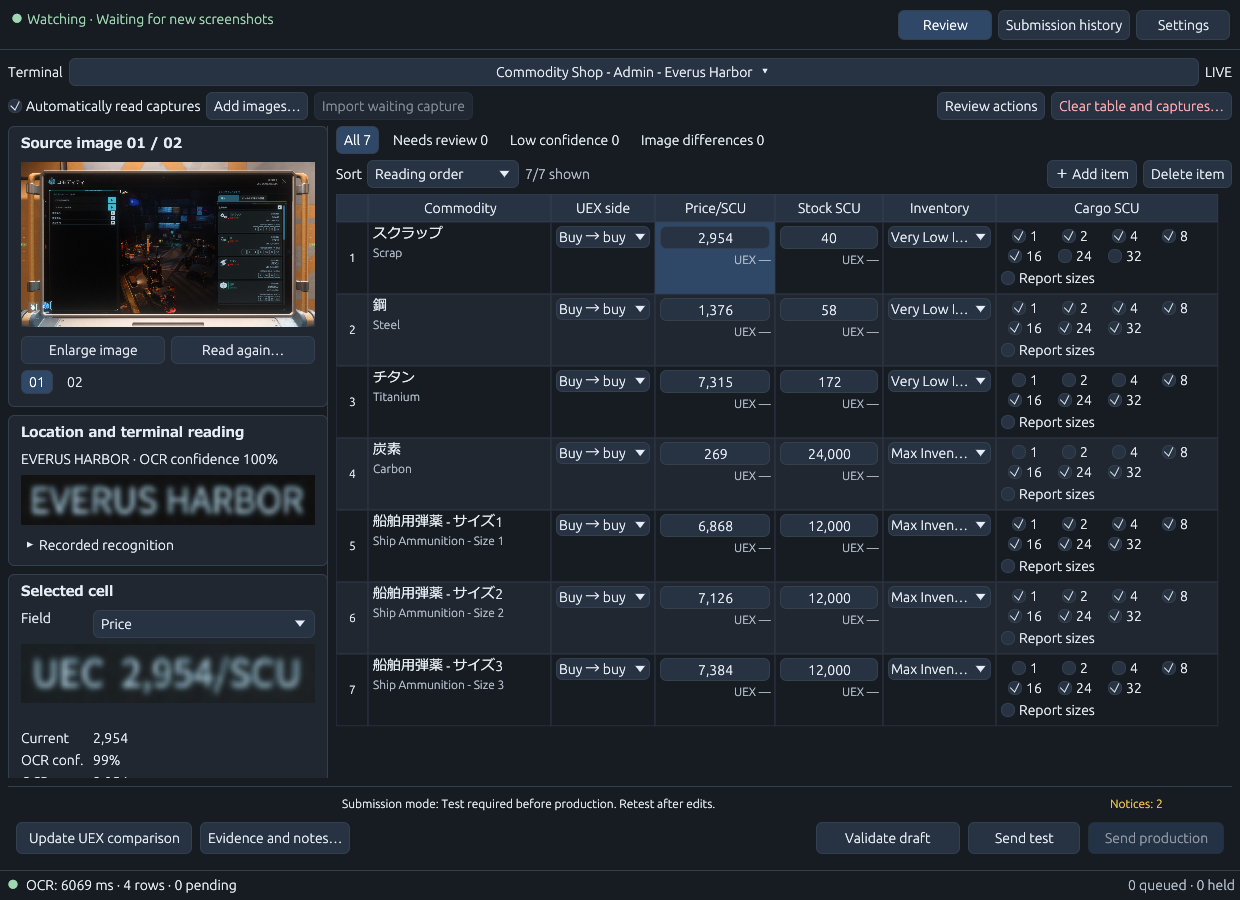 Watching · Waiting for new screenshots
Review
Submission history
Settings
Terminal
Commodity Shop - Admin - Everus Harbor
LIVE
Automatically read captures
Add images…
Import waiting capture
Review actions
Clear table and captures…
Source image 01 / 02
Enlarge image
Read again…
01
02
Location and terminal reading
EVERUS HARBOR · OCR confidence 100%
EVERUS HARBOR
Recorded recognition
Selected cell
Field
Price
UEC 2,954/SCU
Current 2,954
OCR conf. 99%
All 7
Needs review 0
Low confidence 0
Image differences 0
Sort
Reading order
7/7 shown
+ Add item
Delete item
Commodity
UEX side
Price/SCU
Stock SCU
Inventory
Cargo SCU
1
スクラップ
Scrap
Buy → buy
2,954
UEX —
40
UEX —
Very Low I…
1 2 4 8
16 24 32
Report sizes
2
鋼
Steel
Buy → buy
1,376
UEX —
58
UEX —
Very Low I…
1 2 4 8
16 24 32
Report sizes
3
チタン
Titanium
Buy → buy
7,315
UEX —
172
UEX —
Very Low I…
1 2 4 8
16 24 32
Report sizes
4
炭素
Carbon
Buy → buy
269
UEX —
24,000
UEX —
Max Inven…
1 2 4 8
16 24 32
Report sizes
5
船舶用弾薬 - サイズ1
Ship Ammunition - Size 1
Buy → buy
6,868
UEX —
12,000
UEX —
Max Inven…
1 2 4 8
16 24 32
Report sizes
6
船舶用弾薬 - サイズ2
Ship Ammunition - Size 2
Buy → buy
7,126
UEX —
12,000
UEX —
Max Inven…
1 2 4 8
16 24 32
Report sizes
7
船舶用弾薬 - サイズ3
Ship Ammunition - Size 3
Buy → buy
7,384
UEX —
12,000
UEX —
Max Inven…
1 2 4 8
16 24 32
Report sizes
Submission mode: Test required before production. Retest after edits.
Notices: 2
Update UEX comparison
Evidence and notes…
Validate draft
Send test
Send production
OCR: 6069 ms · 4 rows · 0 pending
0 queued · 0 held